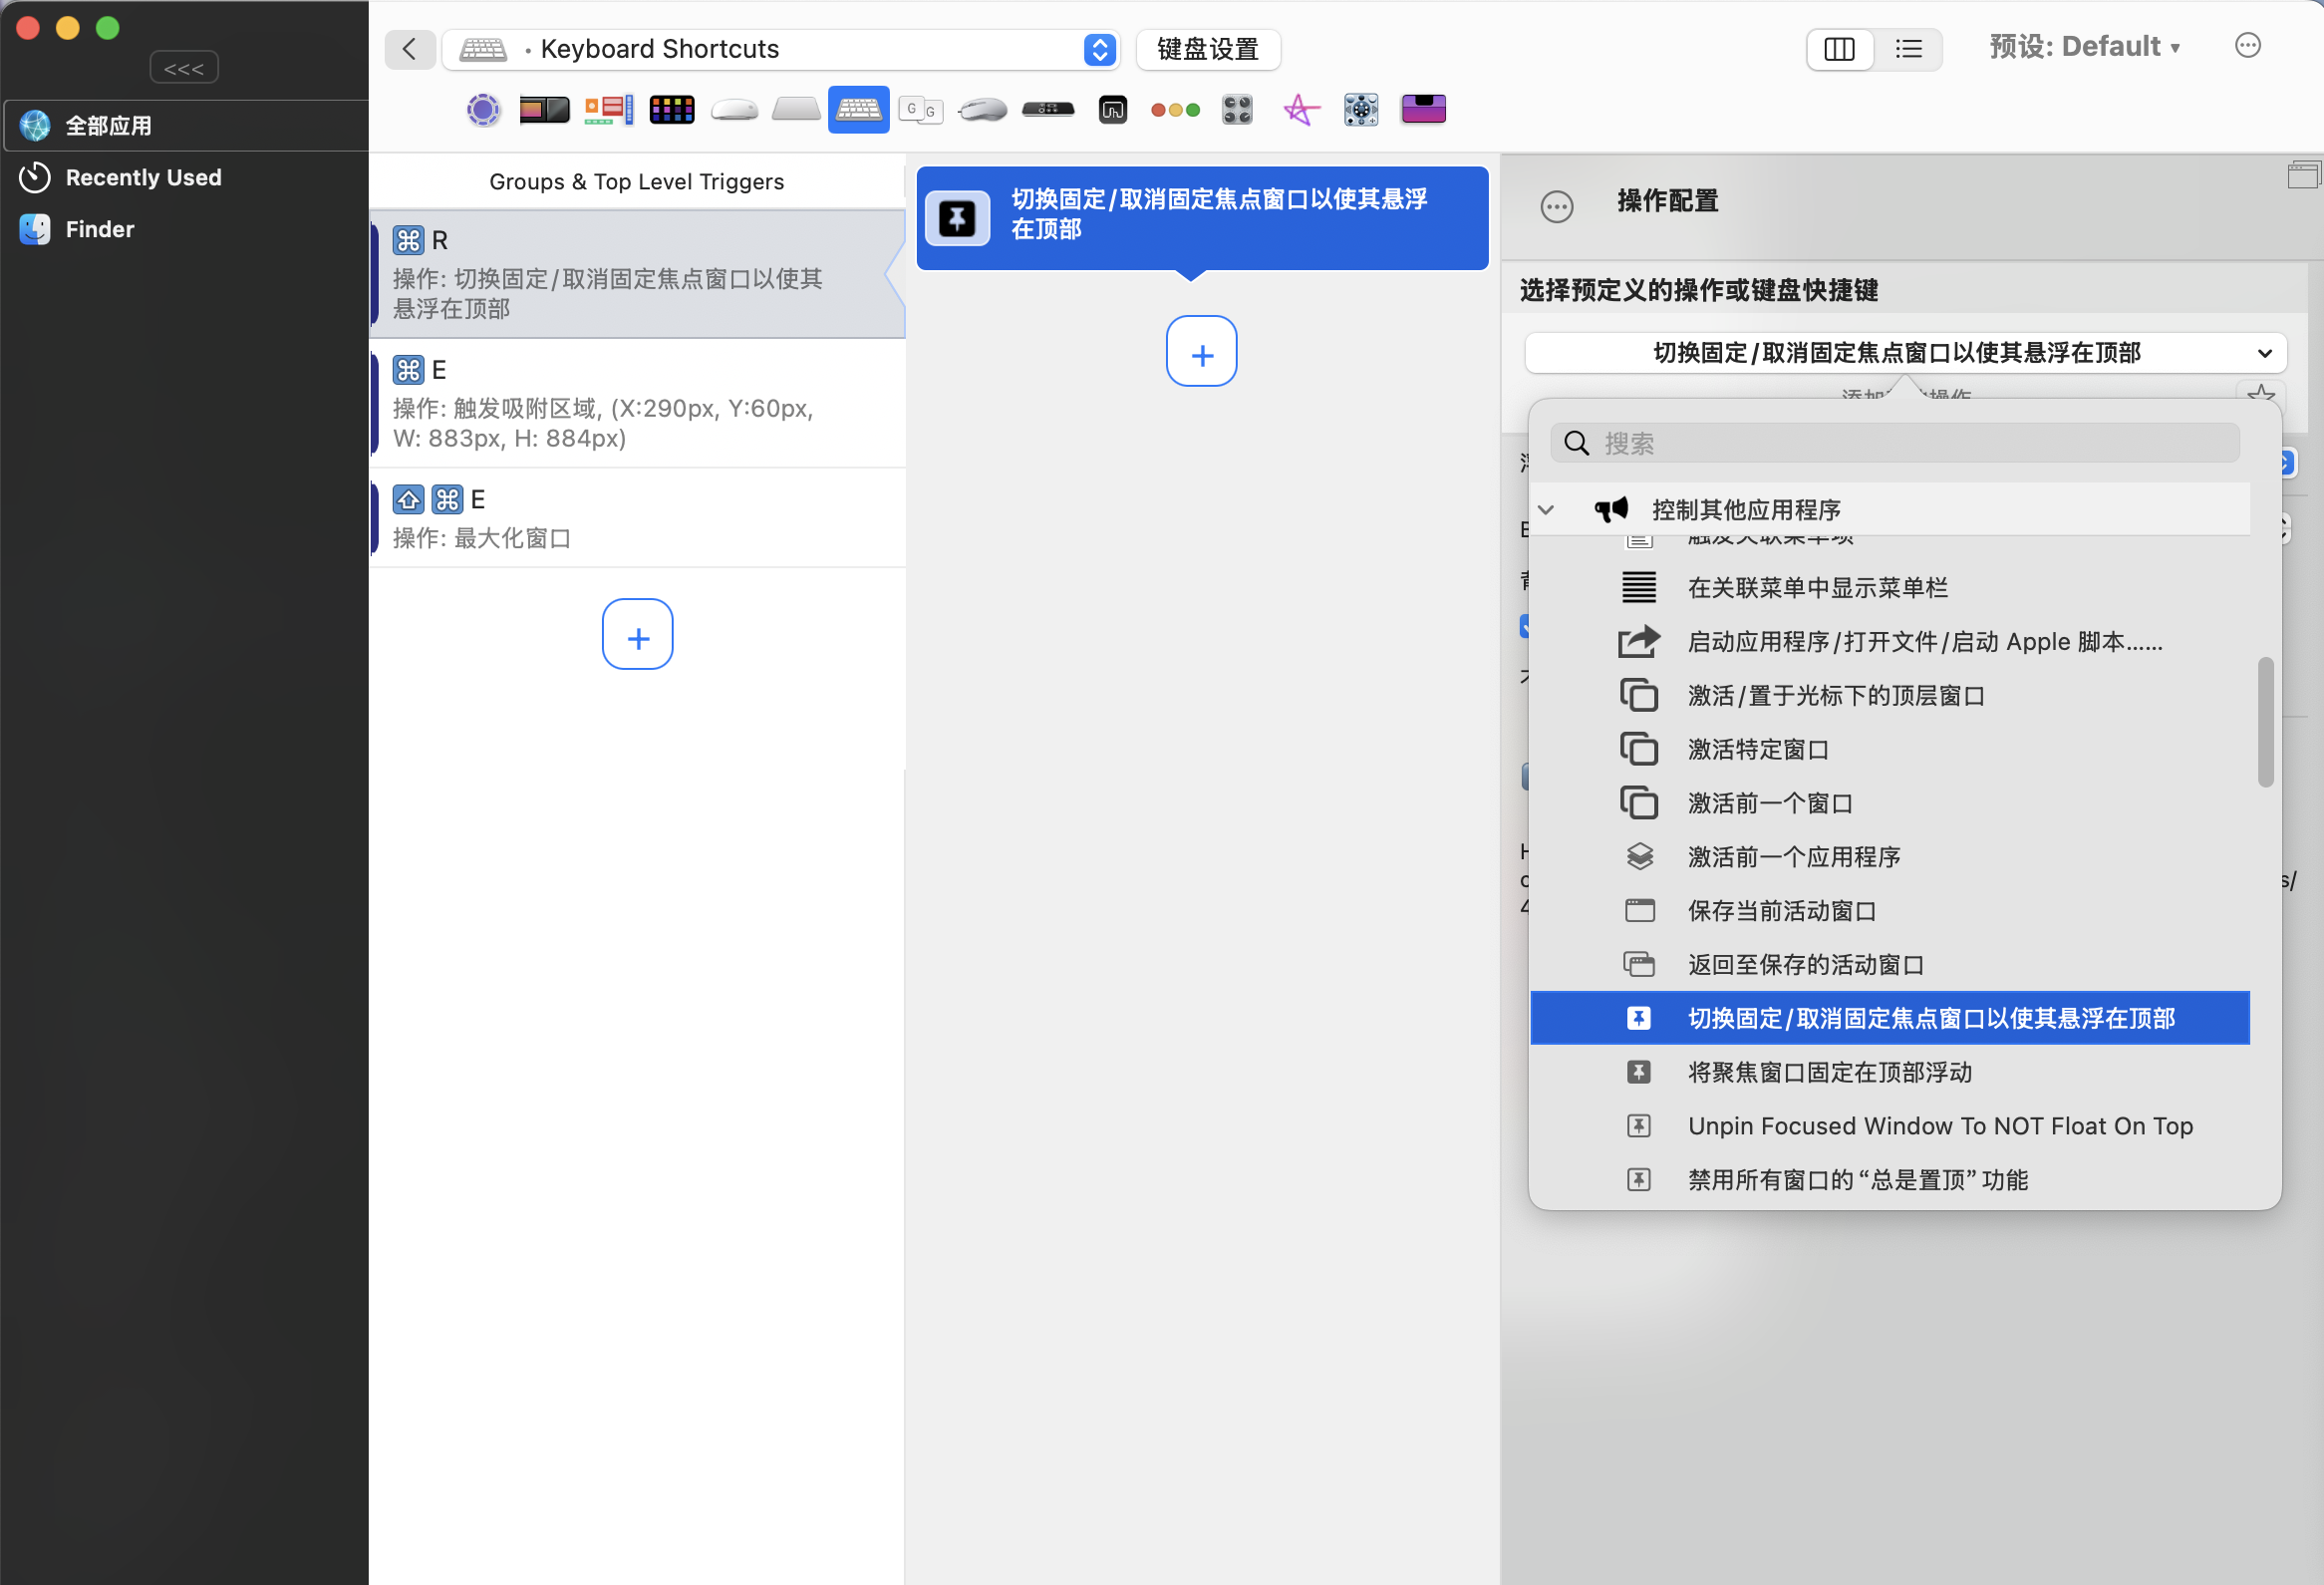 <<<
全部应用
Recently Used
Finder
· Keyboard Shortcuts
键盘设置
预设: Default
Groups & Top Level Triggers
⌘ R
操作: 切换固定/取消固定焦点窗口以使其
悬浮在顶部
⌘ E
操作: 触发吸附区域, (X:290px, Y:60px,
W: 883px, H: 884px)
⇧ ⌘ E
操作: 最大化窗口
+
切换固定/取消固定焦点窗口以使其悬浮
在顶部
+
操作配置
选择预定义的操作或键盘快捷键
切换固定/取消固定焦点窗口以使其悬浮在顶部
搜索
控制其他应用程序
触发关联菜单项
在关联菜单中显示菜单栏
启动应用程序/打开文件/启动 Apple 脚本......
激活/置于光标下的顶层窗口
激活特定窗口
激活前一个窗口
激活前一个应用程序
保存当前活动窗口
返回至保存的活动窗口
切换固定/取消固定焦点窗口以使其悬浮在顶部
将聚焦窗口固定在顶部浮动
Unpin Focused Window To NOT Float On Top
禁用所有窗口的“总是置顶”功能